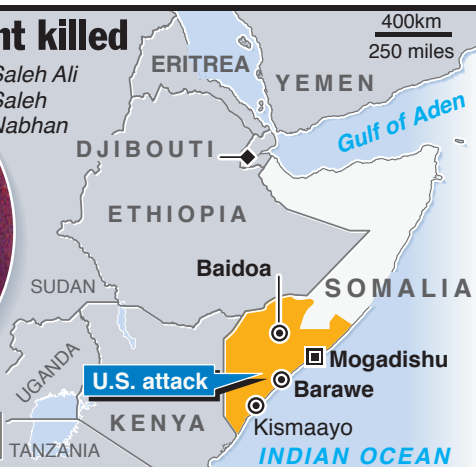 nt killed
Saleh Ali
Saleh
Nabhan
400km
250 miles
ERITREA
YEMEN
Gulf of Aden
DJIBOUTI
ETHIOPIA
SUDAN
Baidoa
SOMALIA
UGANDA
U.S. attack
Mogadishu
Barawe
KENYA
Kismaayo
TANZANIA
INDIAN OCEAN